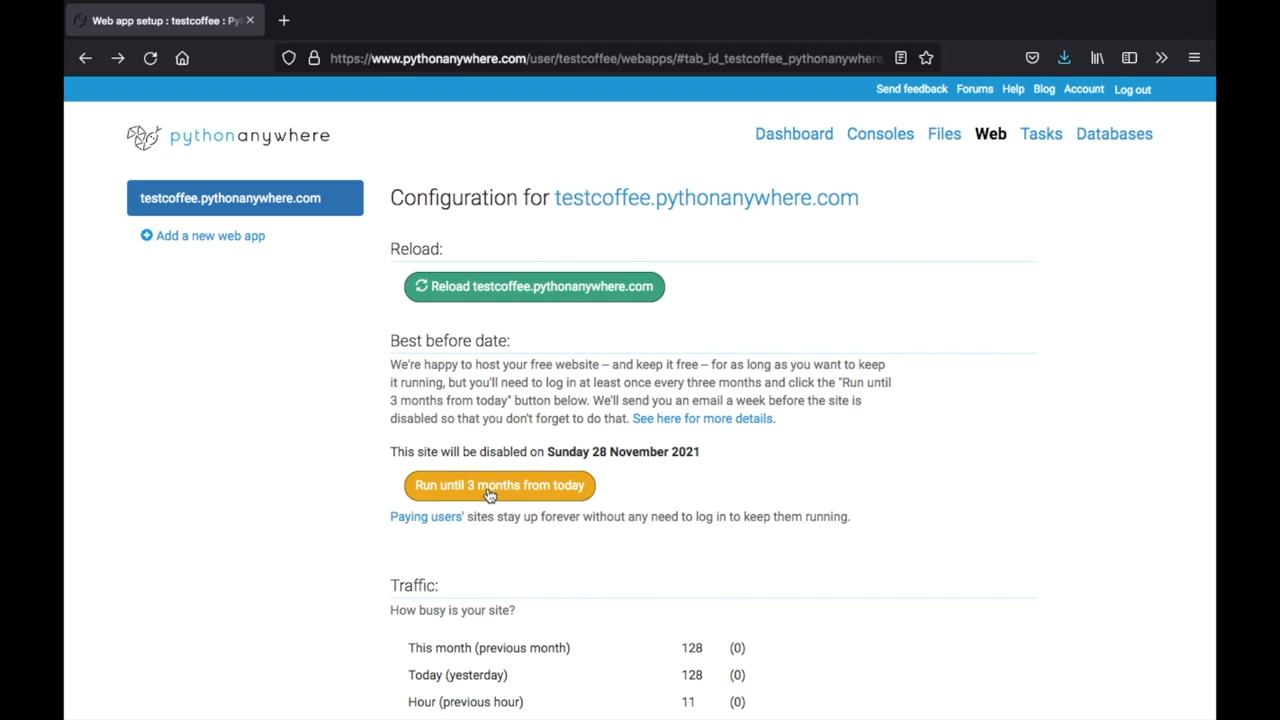 Web app setup : testcoffee : Py
https://www.pythonanywhere.com/user/testcoffee/webapps/#tab_id_testcoffee_pythonanywhere
Send feedback Forums Help Blog Account Log out
pythonanywhere
Dashboard Consoles Files Web Tasks Databases
testcoffee.pythonanywhere.com
Add a new web app
Configuration for testcoffee.pythonanywhere.com
Reload:
Reload testcoffee.pythonanywhere.com
Best before date:
We're happy to host your free website – and keep it free – for as long as you want to keep
it running, but you'll need to log in at least once every three months and click the "Run until
3 months from today" button below. We'll send you an email a week before the site is
disabled so that you don't forget to do that. See here for more details.
This site will be disabled on Sunday 28 November 2021
Run until 3 months from today
Paying users' sites stay up forever without any need to log in to keep them running.
Traffic:
How busy is your site?
This month (previous month) 128 (0)
Today (yesterday) 128 (0)
Hour (previous hour) 11 (0)